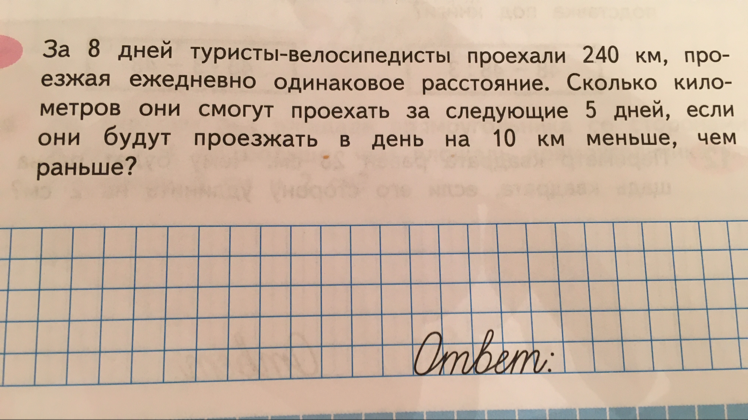 За 8 дней туристы-велосипедисты проехали 240 км, про-
езжая ежедневно одинаковое расстояние. Сколько кило-
метров они смогут проехать за следующие 5 дней, если
они будут проезжать в день на 10 км меньше, чем
раньше?
Ответ: